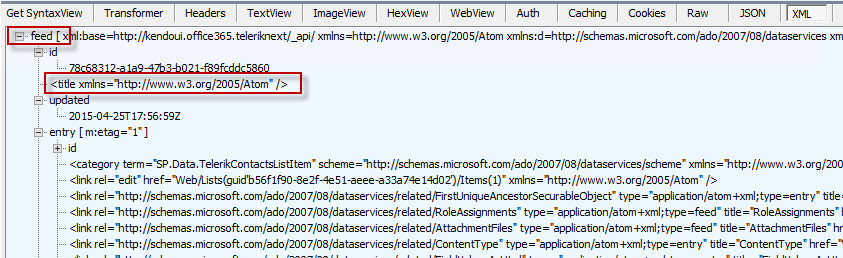 Get SyntaxView Transformer Headers TextView ImageView HexView WebView Auth Caching Cookies Raw JSON XML
feed [ xml:base=http://kendoui.office365.teleriknext/_api/ xmlns=http://www.w3.org/2005/Atom xmlns:d=http://schemas.microsoft.com/ado/2007/08/dataservices xm
id
78c68312-a1a9-47b3-b021-f89fcddc5860
<title xmlns="http://www.w3.org/2005/Atom" />
updated
2015-04-25T17:56:59Z
entry [ m:etag="1" ]
id
<category term="SP.Data.TelerikContactsListItem" scheme="http://schemas.microsoft.com/ado/2007/08/dataservices/scheme" xmlns="http://www.w3.org/2005/Atom
<link rel="edit" href="Web/Lists(guid'b56f1f90-8e2f-4e51-aeee-a33a74e14d02')/Items(1)" xmlns="http://www.w3.org/2005/Atom" />
<link rel="http://schemas.microsoft.com/ado/2007/08/dataservices/related/FirstUniqueAncestorSecurableObject" type="application/atom+xml;type=entry" title=
<link rel="http://schemas.microsoft.com/ado/2007/08/dataservices/related/RoleAssignments" type="application/atom+xml;type=feed" title="RoleAssignments"
<link rel="http://schemas.microsoft.com/ado/2007/08/dataservices/related/AttachmentFiles" type="application/atom+xml;type=feed" title="AttachmentFiles"
<link rel="http://schemas.microsoft.com/ado/2007/08/dataservices/related/ContentType" type="application/atom+xml;type=entry" title="ContentType" href="